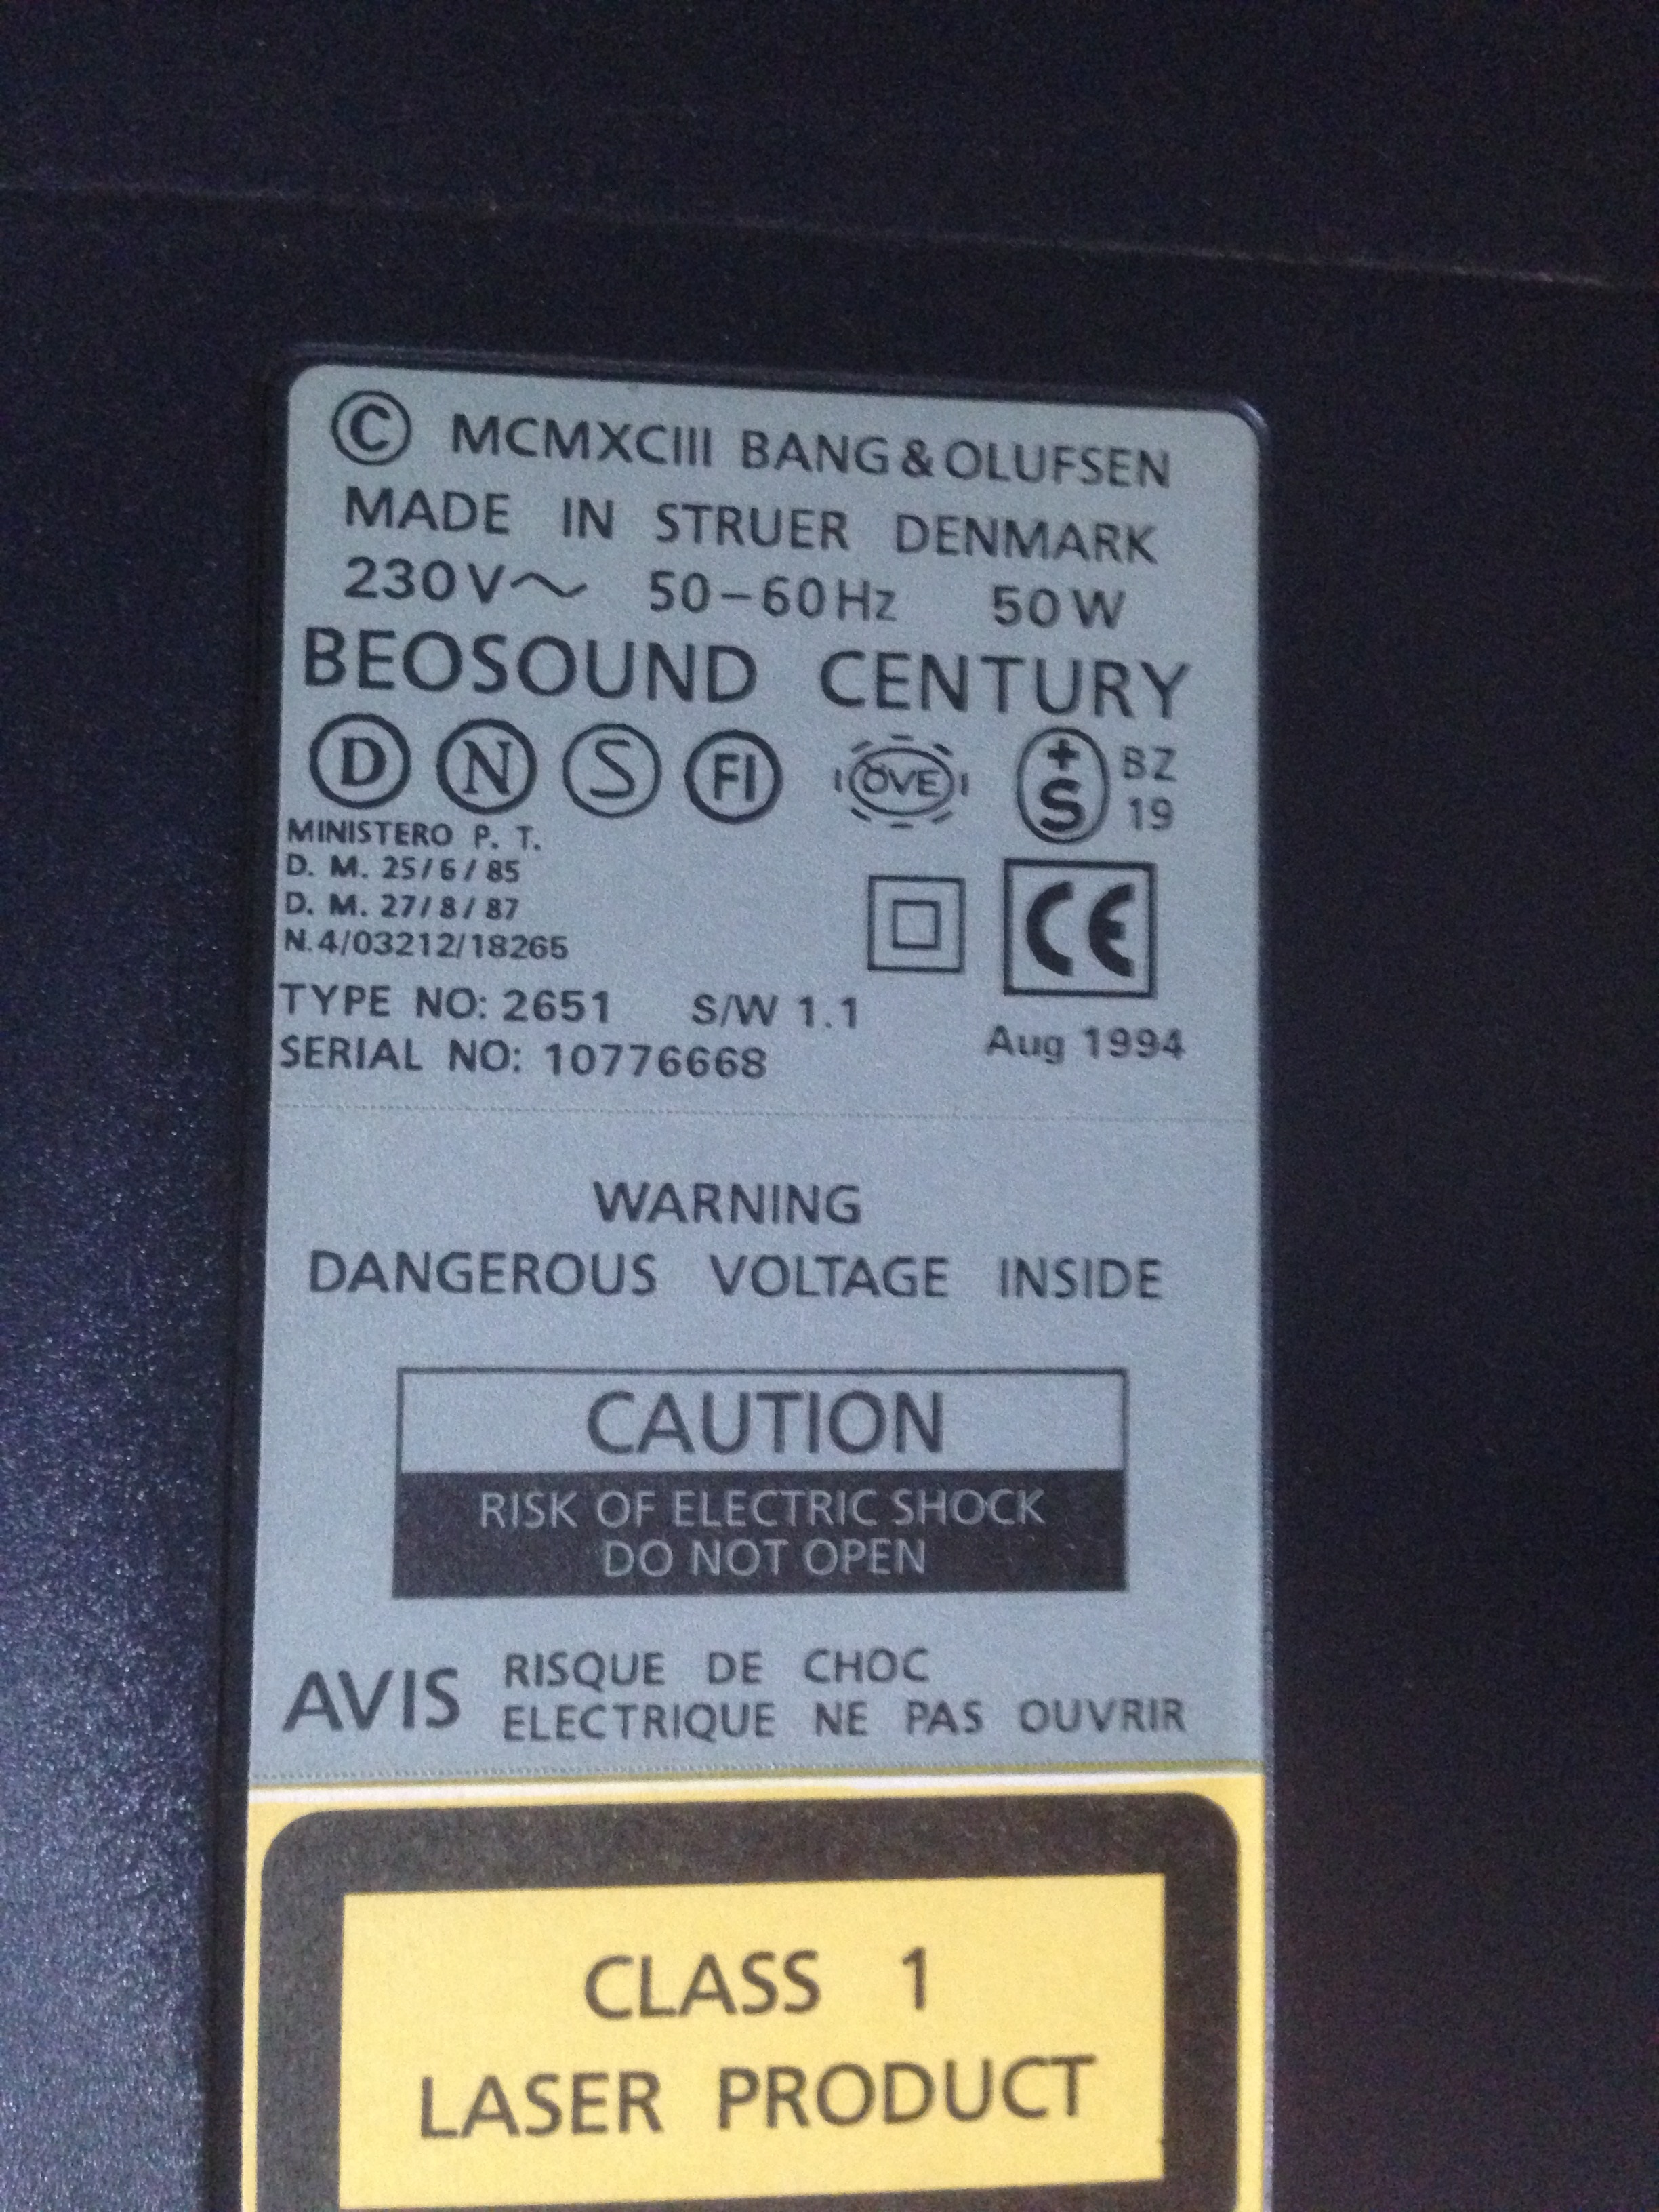 © MCMXCIII BANG & OLUFSEN
MADE IN STRUER DENMARK
230V~ 50-60Hz 50W
BEOSOUND CENTURY
D N S FI ÖVE +S BZ 19
MINISTERO P. T.
D. M. 25/6/85
D. M. 27/8/87
N.4/03212/18265
CE
TYPE NO: 2651 S/W 1.1
Aug 1994
SERIAL NO: 10776668
WARNING
DANGEROUS VOLTAGE INSIDE
CAUTION
RISK OF ELECTRIC SHOCK
DO NOT OPEN
AVIS RISQUE DE CHOC
ELECTRIQUE NE PAS OUVRIR
CLASS 1
LASER PRODUCT